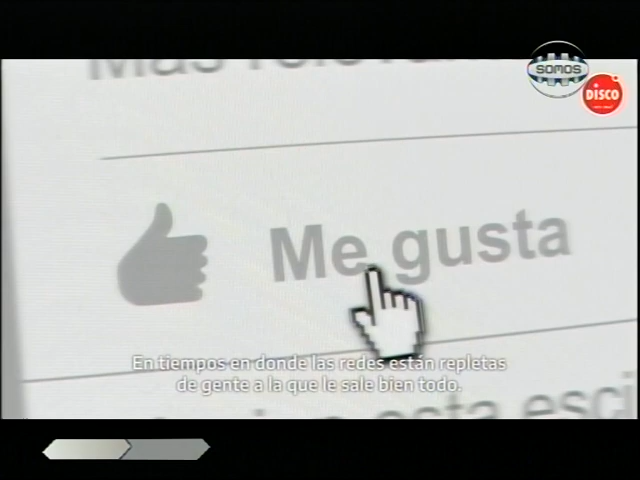 SOMOS
DISCO
Me gusta
En tiempos en donde las redes están repletas
de gente a la que le sale bien todo.